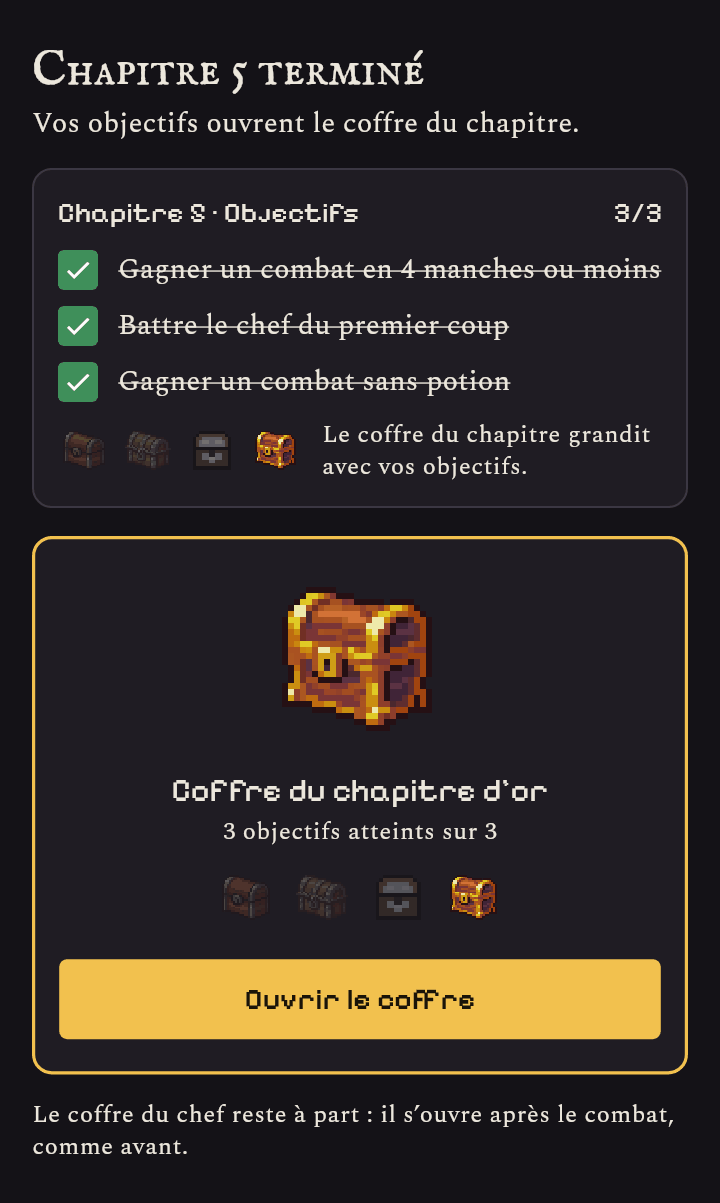 Chapitre 5 terminé
Vos objectifs ouvrent le coffre du chapitre.
Chapitre 5 · Objectifs 3/3
Gagner un combat en 4 manches ou moins
Battre le chef du premier coup
Gagner un combat sans potion
Le coffre du chapitre grandit
avec vos objectifs.
Coffre du chapitre d'or
3 objectifs atteints sur 3
Ouvrir le coffre
Le coffre du chef reste à part : il s’ouvre après le combat,
comme avant.